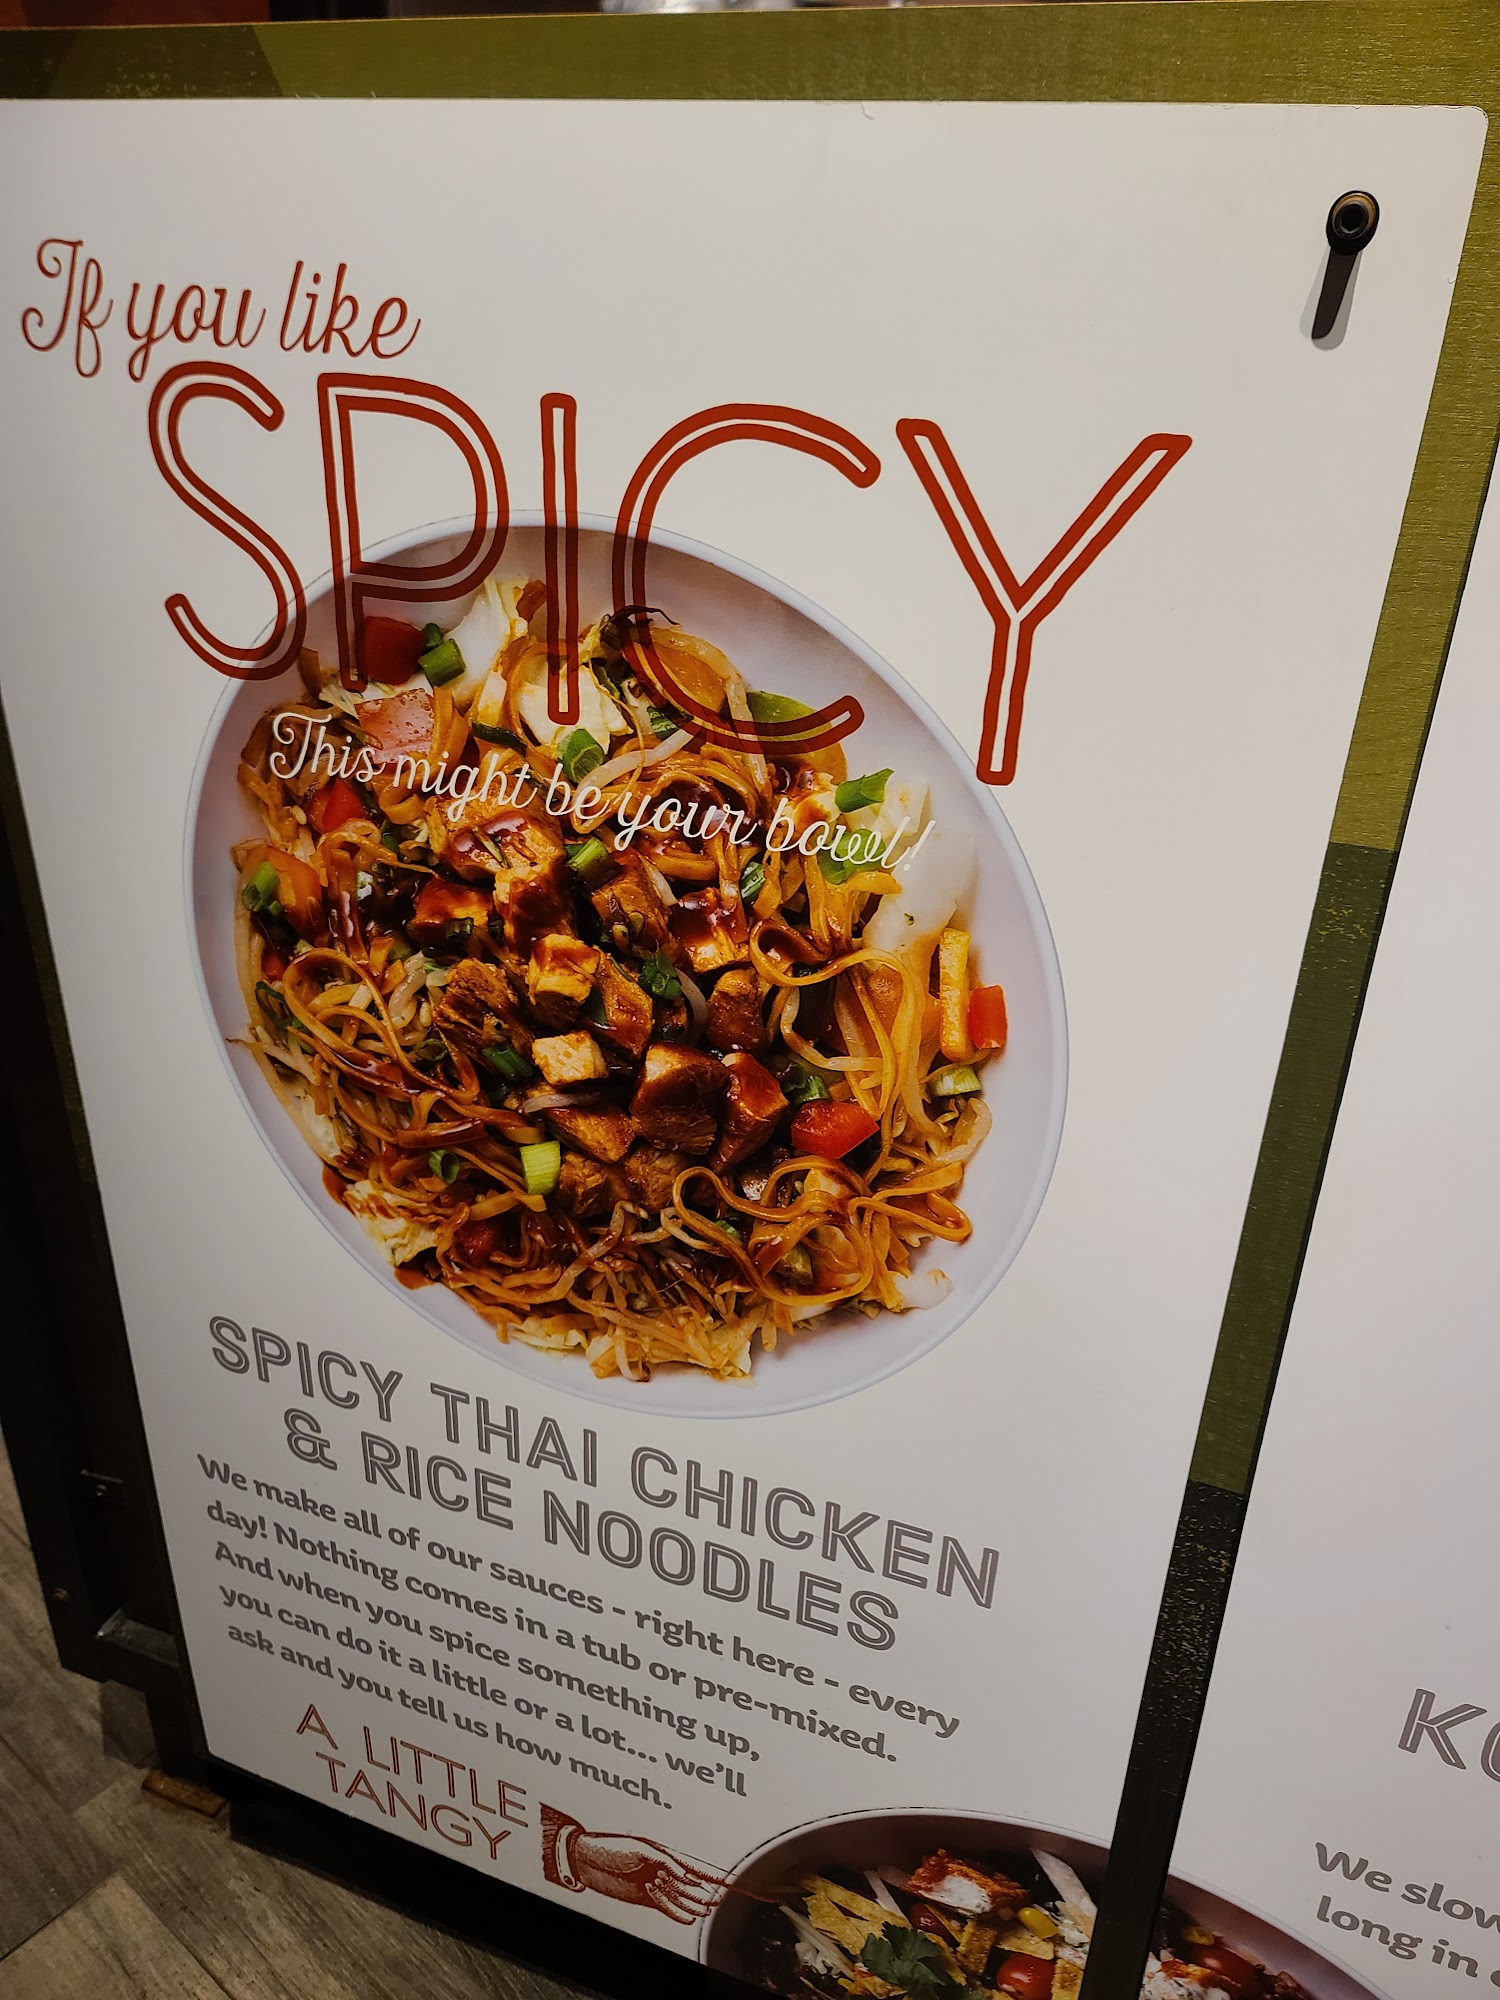 If you like
SPICY
This might be your bowl!
SPICY THAI CHICKEN
& RICE NOODLES
We make all of our sauces - right here - every
day! Nothing comes in a tub or pre-mixed.
And when you spice something up,
you can do it a little or a lot... we'll
ask and you tell us how much.
A LITTLE
TANGY
We slow
long in